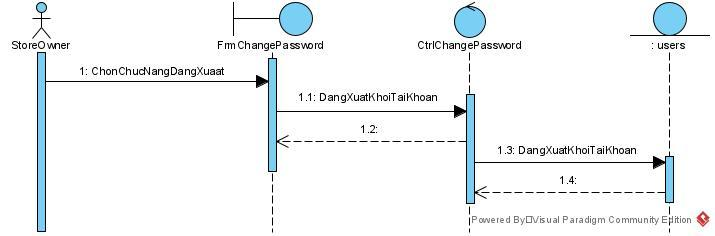 StoreOwner
FrmChangePassword
CtrlChangePassword
: users
1: ChonChucNangDangXuaat
1.1: DangXuatKhoiTaiKhoan
1.2:
1.3: DangXuatKhoiTaiKhoan
1.4:
Powered By Visual Paradigm Community Edition